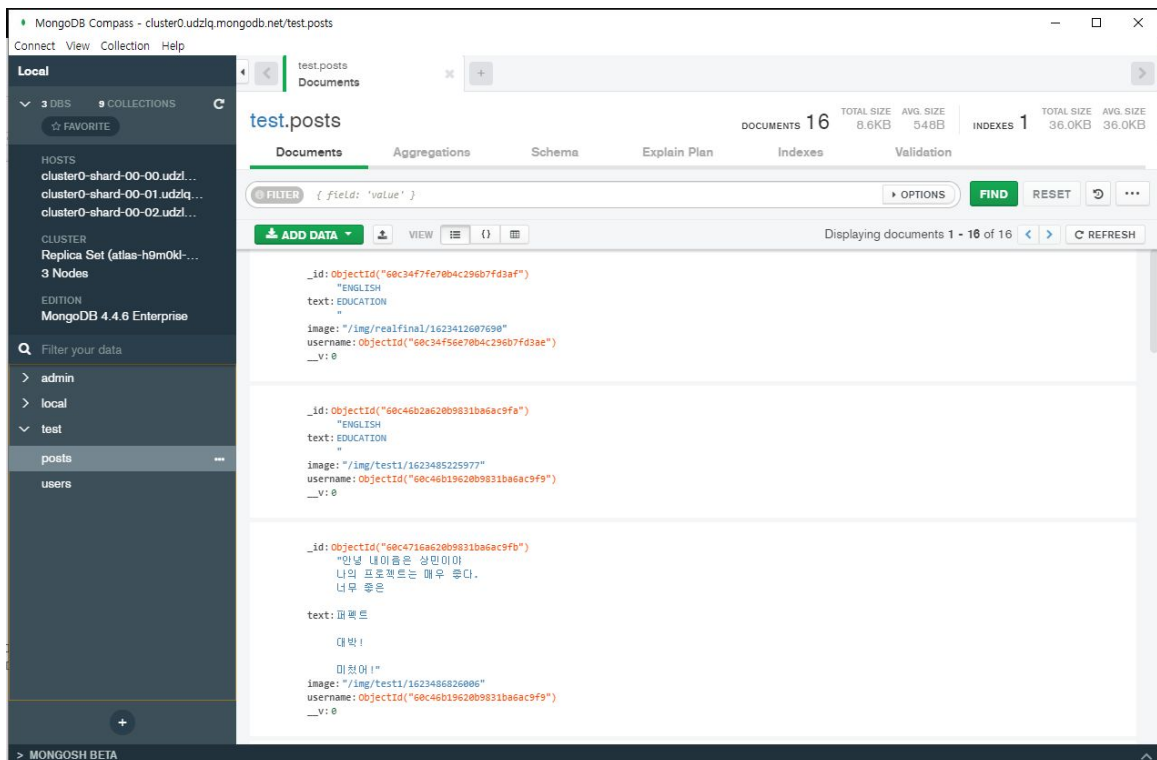 MongoDB Compass - cluster0.udzlq.mongodb.net/test.posts
Connect View Collection Help
Local
3 DBS 9 COLLECTIONS
FAVORITE
HOSTS
cluster0-shard-00-00.udzl...
cluster0-shard-00-01.udzlq...
cluster0-shard-00-02.udzl...
CLUSTER
Replica Set (atlas-h9m0kl-...
3 Nodes
EDITION
MongoDB 4.4.6 Enterprise
Filter your data
admin
local
test
posts
users
> MONGOSH BETA
test.posts
Documents
test.posts
DOCUMENTS 16 TOTAL SIZE 8.6KB AVG. SIZE 548B INDEXES 1 TOTAL SIZE 36.0KB AVG. SIZE 36.0KB
Documents Aggregations Schema Explain Plan Indexes Validation
FILTER { field: 'value' } OPTIONS FIND RESET
ADD DATA VIEW Displaying documents 1 - 16 of 16 REFRESH
_id: ObjectId("60c34f7fe70b4c296b7fd3af")
"ENGLISH
text: EDUCATION
"
image: "/img/realfinal/1623412607690"
username: ObjectId("60c34f56e70b4c296b7fd3ae")
__v: 0
_id: ObjectId("60c46b2a620b9831ba6ac9fa")
"ENGLISH
text: EDUCATION
"
image: "/img/test1/1623485225977"
username: ObjectId("60c46b19620b9831ba6ac9f9")
__v: 0
_id: ObjectId("60c4716a620b9831ba6ac9fb")
"안녕 내이름은 상민이야
나의 프로젝트는 매우 좋다.
너무 좋은
text: 퍼펙트
대박!
미쳤어!"
image: "/img/test1/1623486826006"
username: ObjectId("60c46b19620b9831ba6ac9f9")
__v: 0